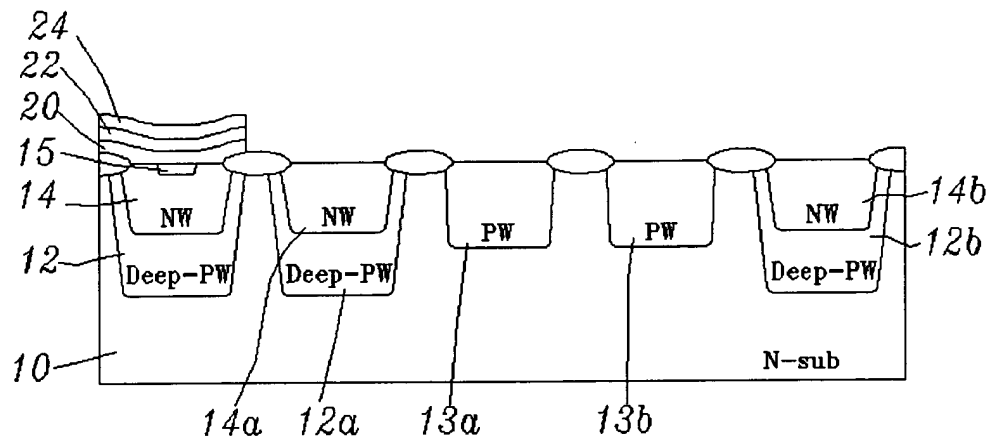 24
22
20
15
14
12
10
NW
Deep-PW
NW
Deep-PW
PW
PW
NW
Deep-PW
14b
12b
N-sub
14a
12a
13a
13b